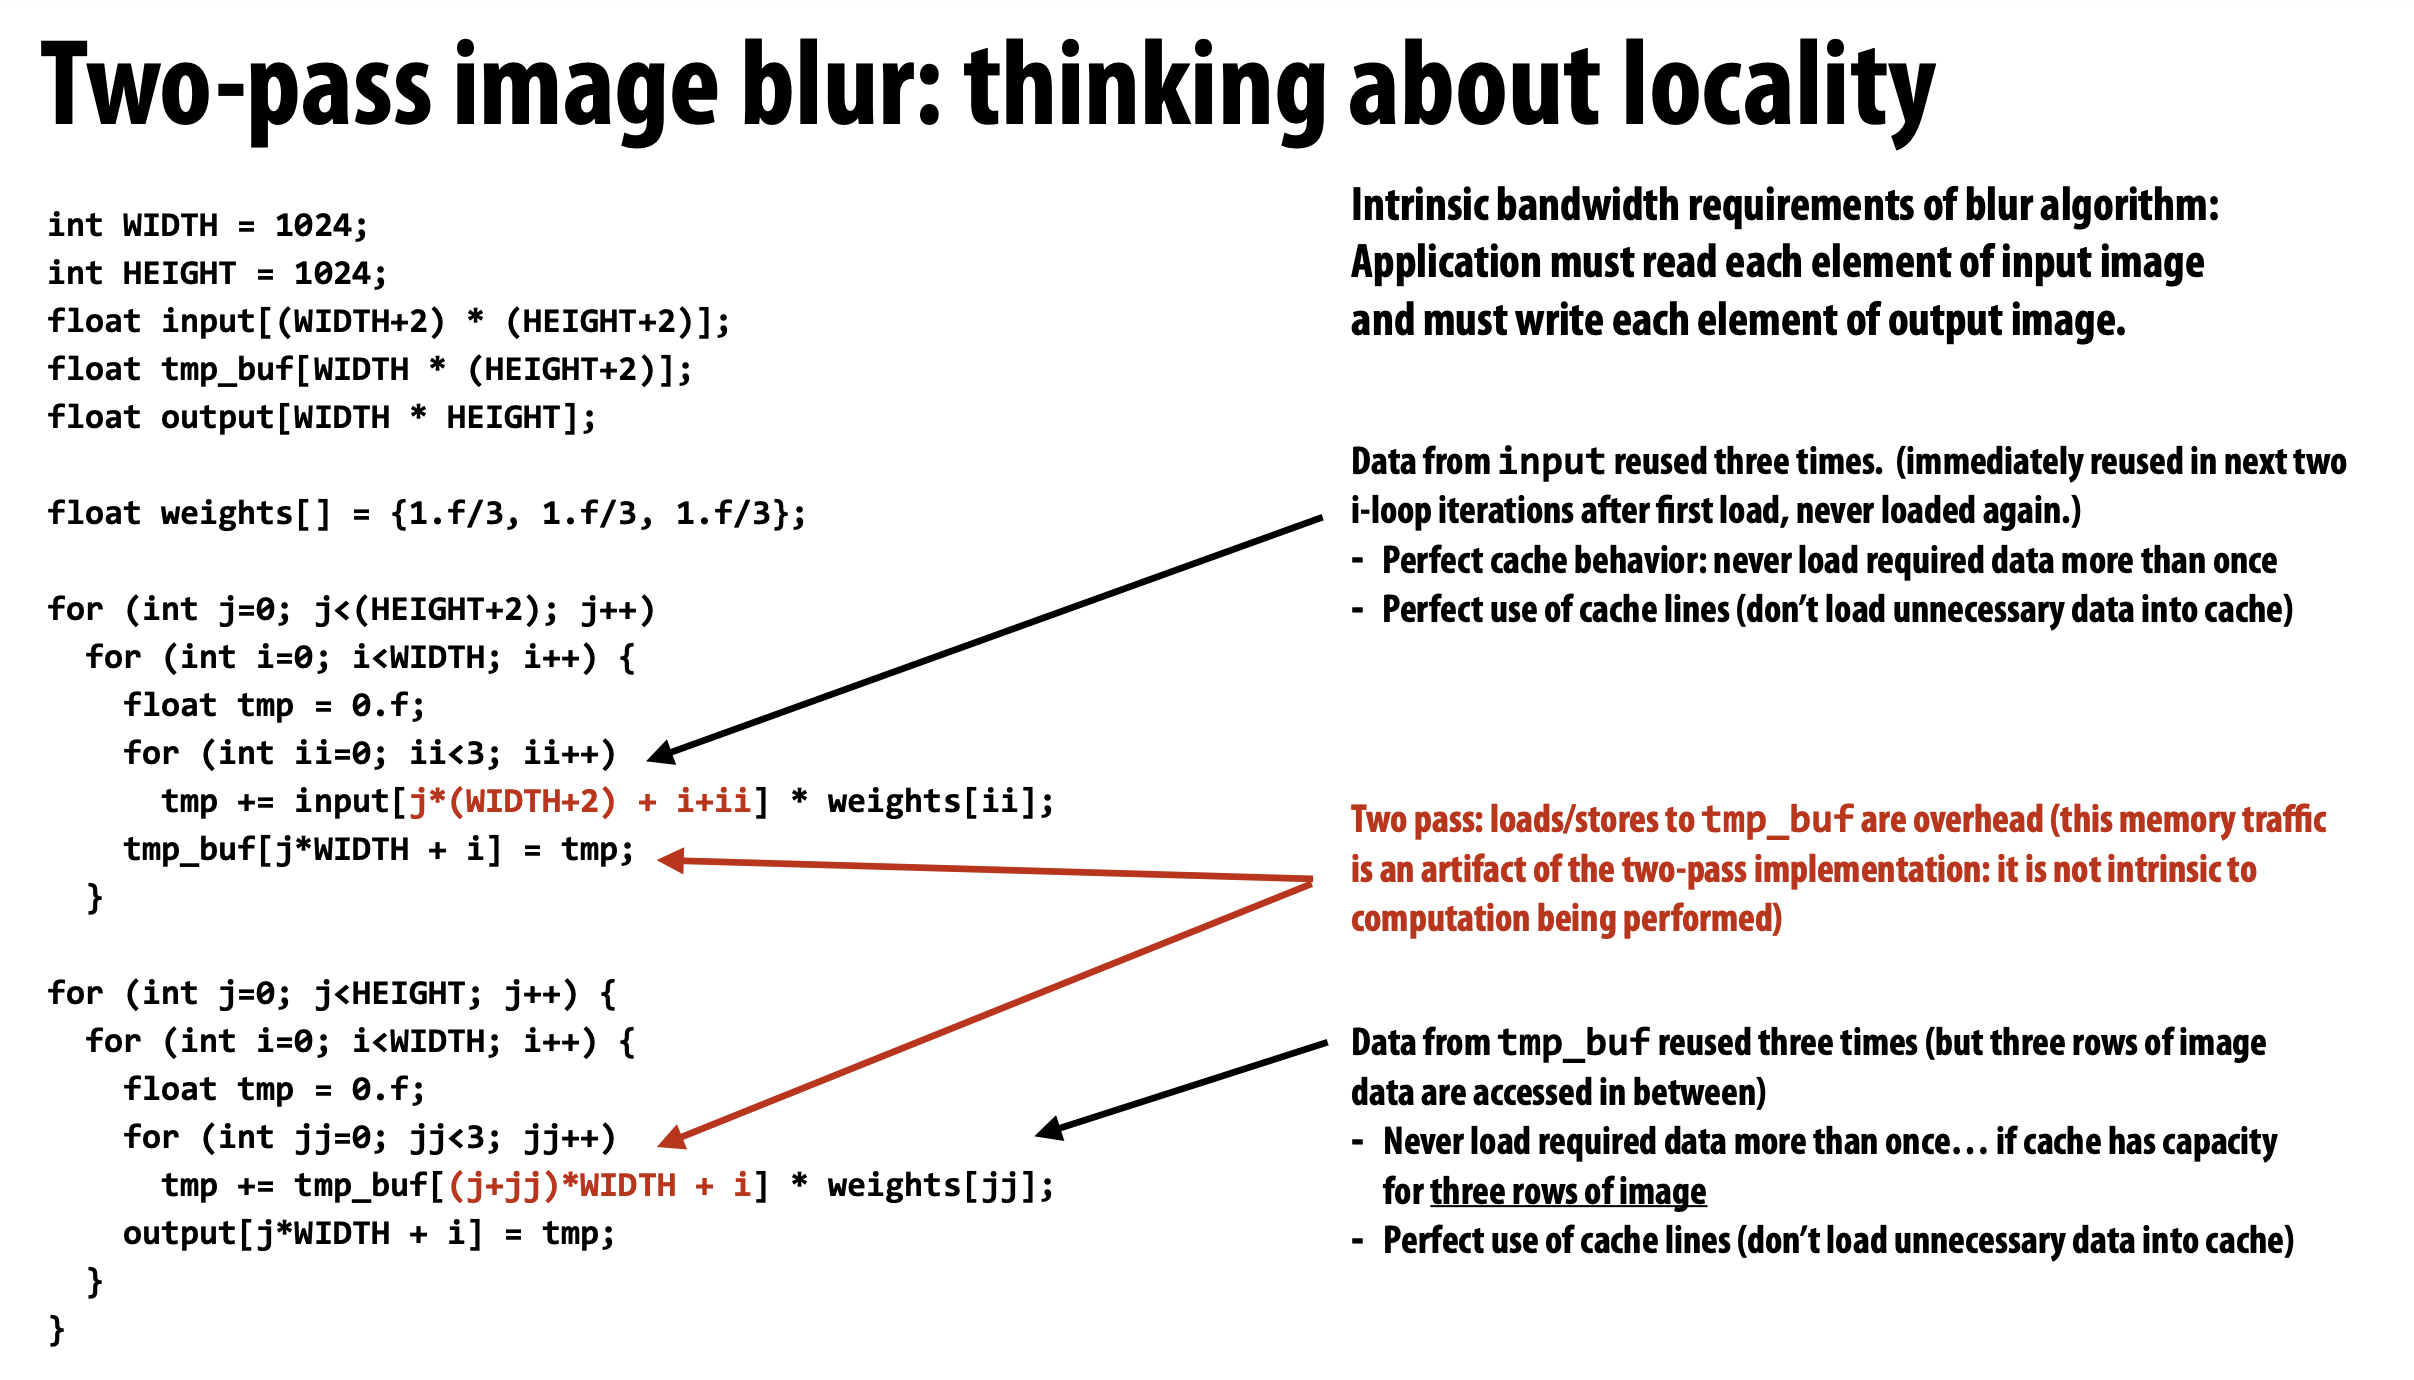 Two-pass image blur: thinking about locality
int WIDTH = 1024;
int HEIGHT = 1024;
float input[(WIDTH+2) * (HEIGHT+2)];
float tmp_buf[WIDTH * (HEIGHT+2)];
float output[WIDTH * HEIGHT];
float weights[] = {1.f/3, 1.f/3, 1.f/3};
for (int j=0; j<(HEIGHT+2); j++)
  for (int i=0; i<WIDTH; i++) {
    float tmp = 0.f;
    for (int ii=0; ii<3; ii++)
      tmp += input[j*(WIDTH+2) + i+ii] * weights[ii];
    tmp_buf[j*WIDTH + i] = tmp;
  }
for (int j=0; j<HEIGHT; j++) {
  for (int i=0; i<WIDTH; i++) {
    float tmp = 0.f;
    for (int jj=0; jj<3; jj++)
      tmp += tmp_buf[(j+jj)*WIDTH + i] * weights[jj];
    output[j*WIDTH + i] = tmp;
  }
}
Intrinsic bandwidth requirements of blur algorithm:
Application must read each element of input image
and must write each element of output image.
Data from input reused three times. (immediately reused in next two
i-loop iterations after first load, never loaded again.)
- Perfect cache behavior: never load required data more than once
- Perfect use of cache lines (don’t load unnecessary data into cache)
Two pass: loads/stores to tmp_buf are overhead (this memory traffic
is an artifact of the two-pass implementation: it is not intrinsic to
computation being performed)
Data from tmp_buf reused three times (but three rows of image
data are accessed in between)
- Never load required data more than once… if cache has capacity
for three rows of image
- Perfect use of cache lines (don’t load unnecessary data into cache)